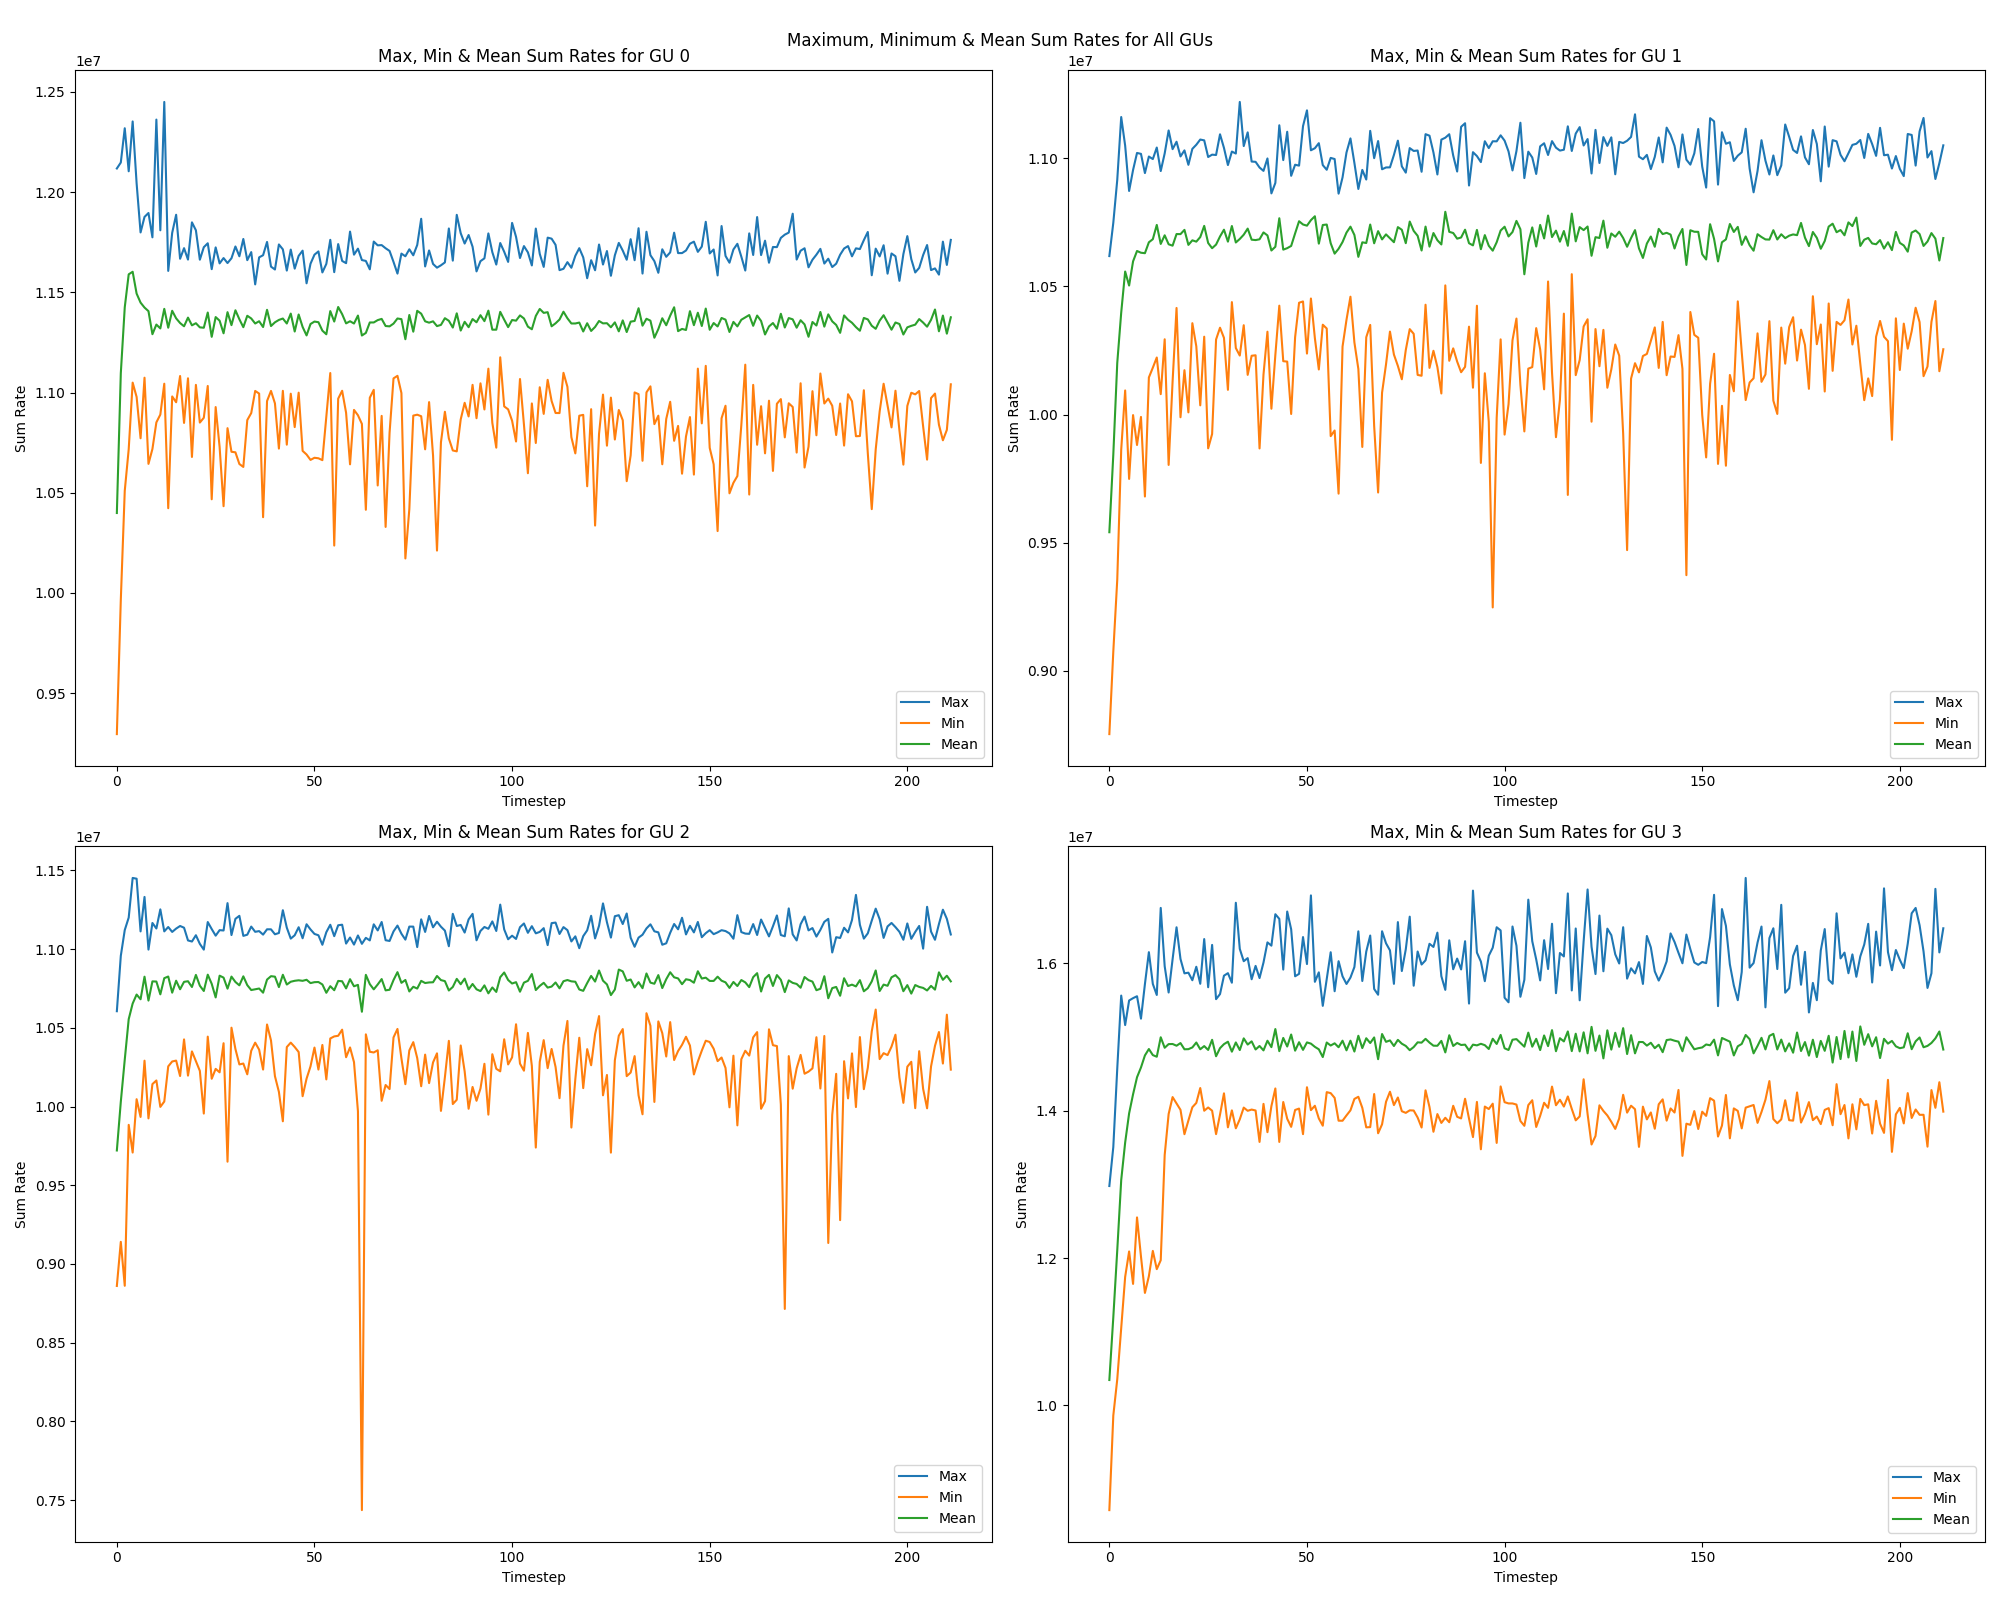 Maximum, Minimum & Mean Sum Rates for All GUs
Max, Min & Mean Sum Rates for GU 0
1e7
1.25
1.20
1.15
1.10
1.05
1.00
0.95
Sum Rate
0
50
100
150
200
Timestep
Max
Min
Mean
Max, Min & Mean Sum Rates for GU 1
1e7
1.10
1.05
1.00
0.95
0.90
Sum Rate
0
50
100
150
200
Timestep
Max
Min
Mean
Max, Min & Mean Sum Rates for GU 2
1e7
1.15
1.10
1.05
1.00
0.95
0.90
0.85
0.80
0.75
Sum Rate
0
50
100
150
200
Timestep
Max
Min
Mean
Max, Min & Mean Sum Rates for GU 3
1e7
1.6
1.4
1.2
1.0
Sum Rate
0
50
100
150
200
Timestep
Max
Min
Mean